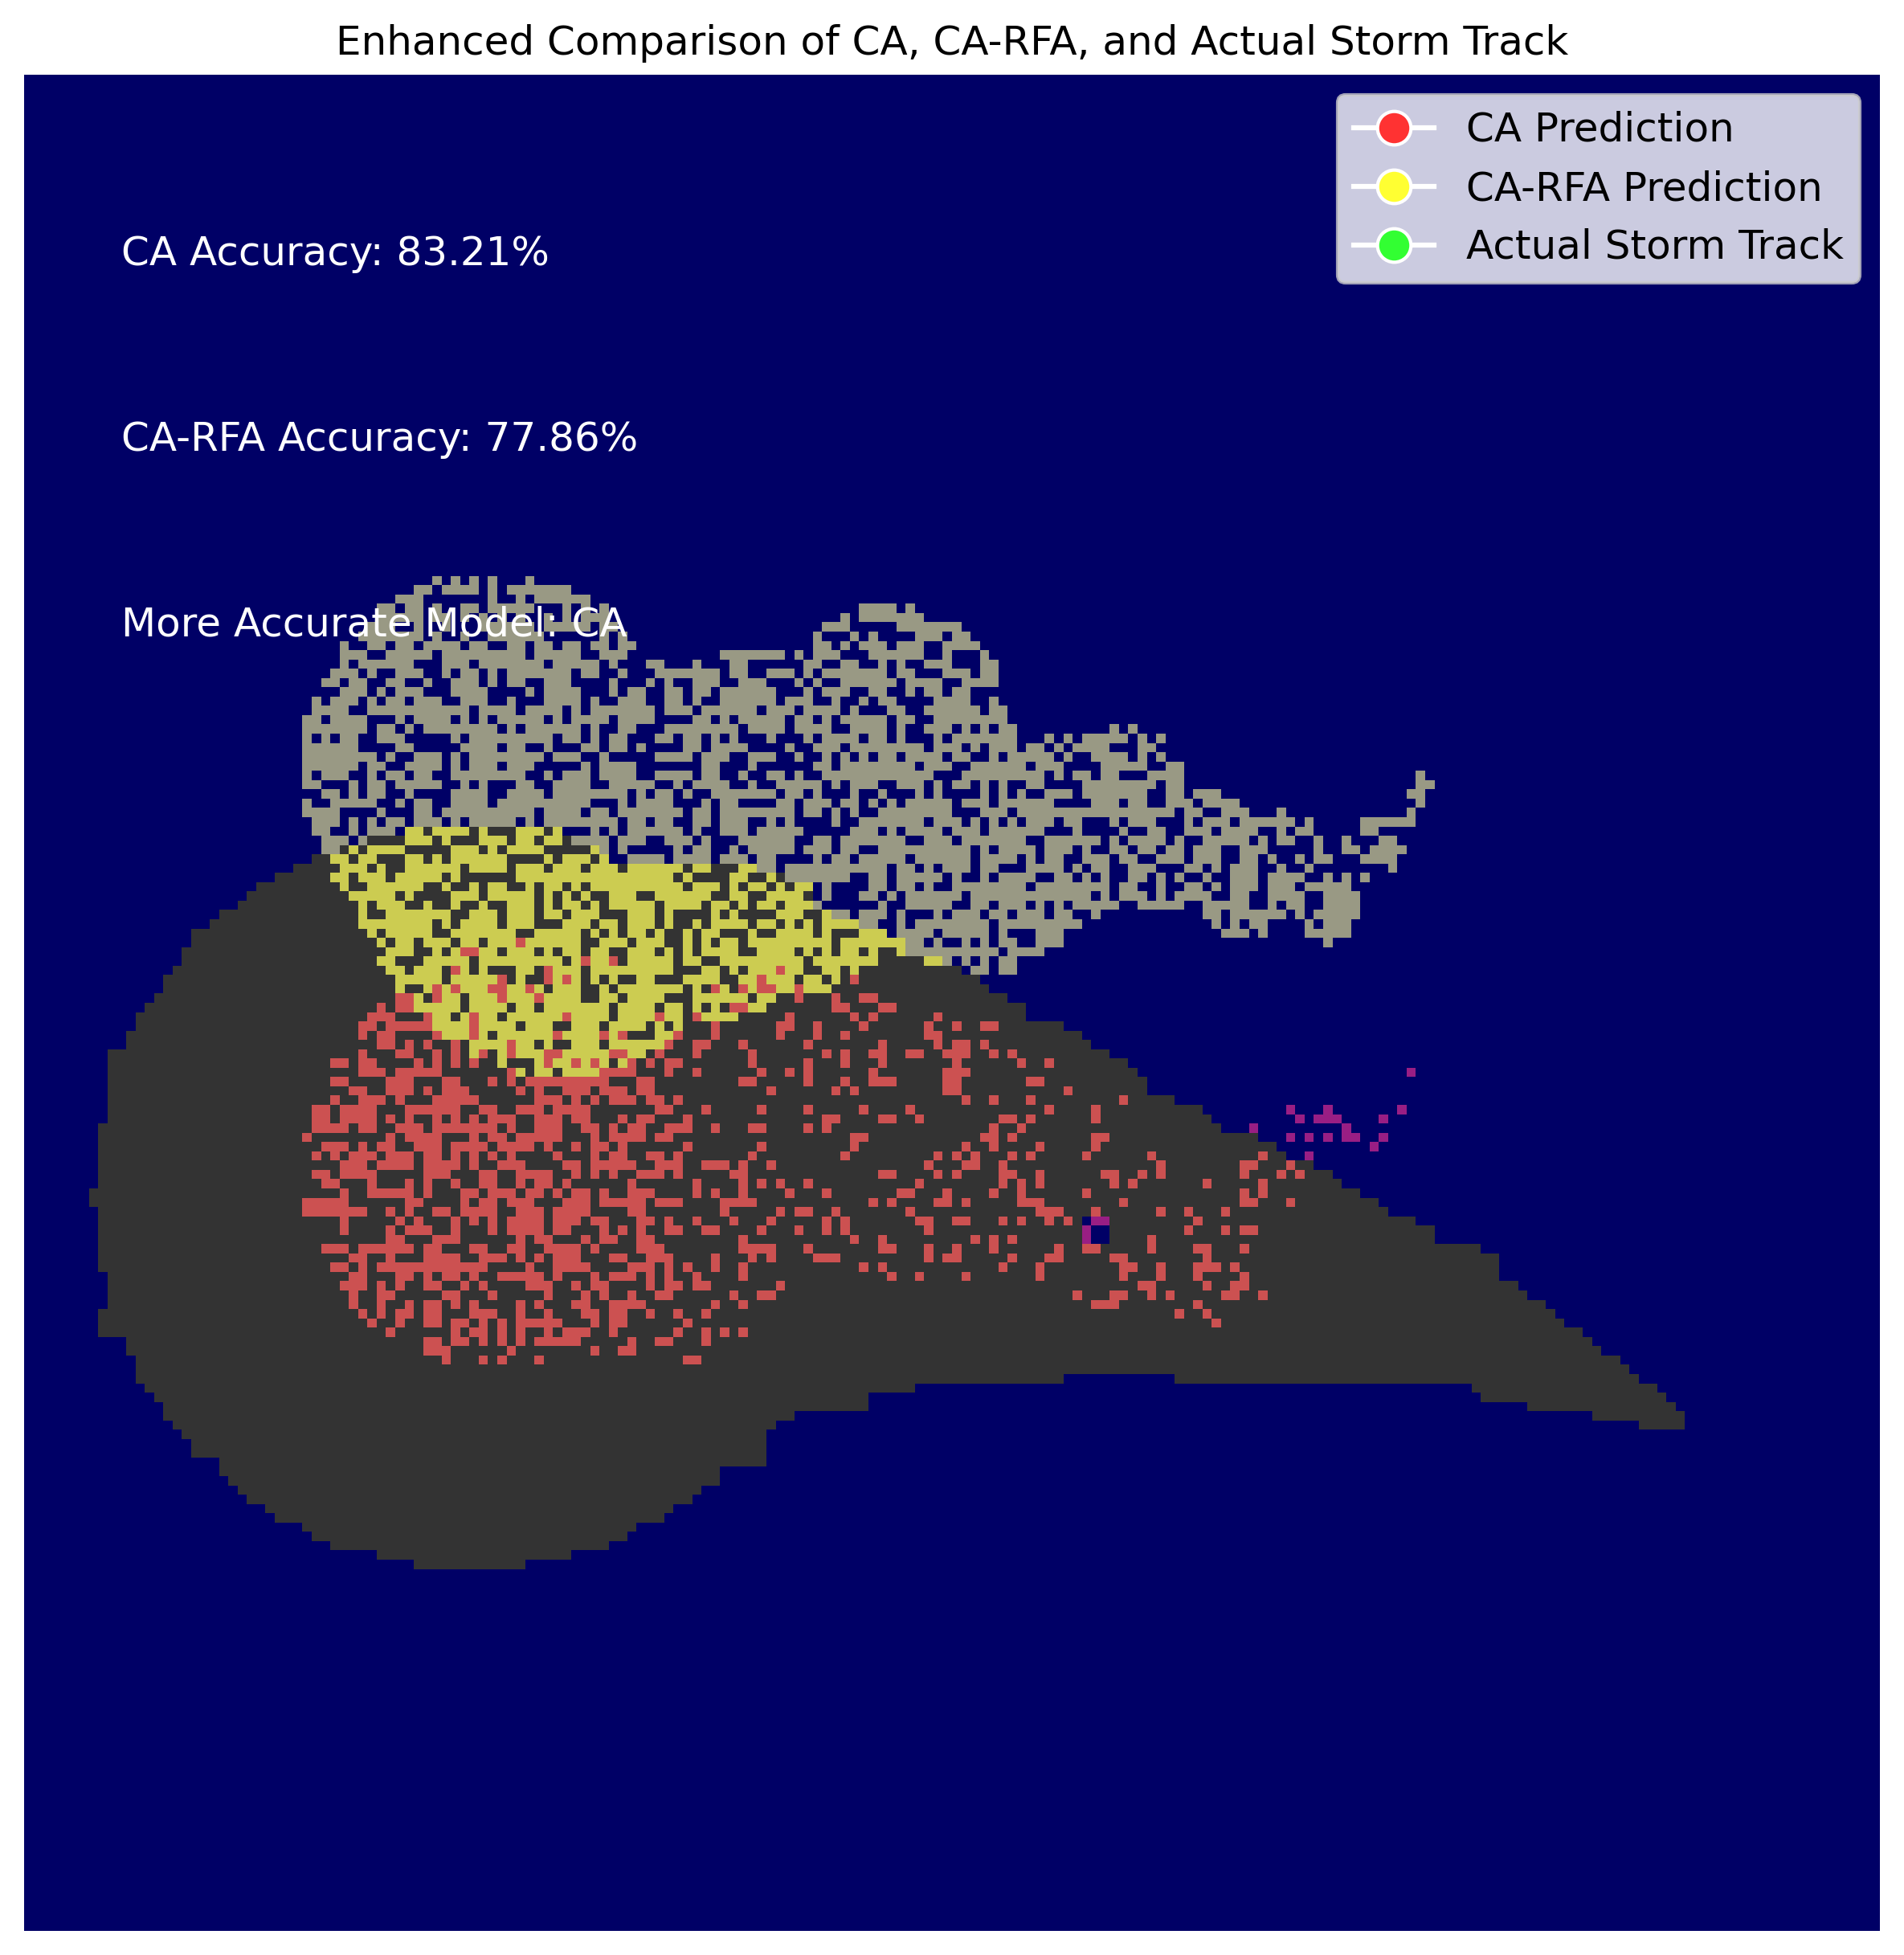 Enhanced Comparison of CA, CA-RFA, and Actual Storm Track
CA Prediction
CA-RFA Prediction
Actual Storm Track
CA Accuracy: 83.21%
CA-RFA Accuracy: 77.86%
More Accurate Model: CA